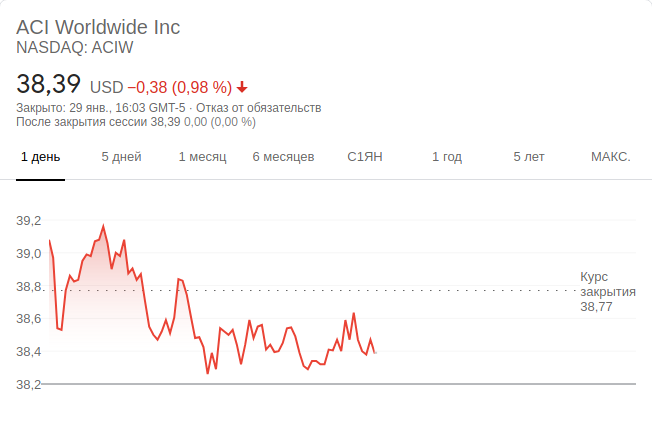 ACI Worldwide Inc
NASDAQ: ACIW
38,39 USD −0,38 (0,98 %)
Закрыто: 29 янв., 16:03 GMT-5 · Отказ от обязательств
После закрытия сессии 38,39 0,00 (0,00 %)
1 день 5 дней 1 месяц 6 месяцев С1ЯН 1 год 5 лет МАКС.
39,2
39,0
38,8
38,6
38,4
38,2
Курс
закрытия
38,77